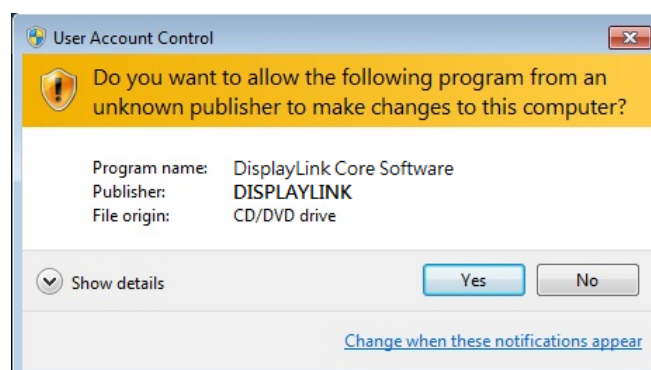 User Account Control
Do you want to allow the following program from an
unknown publisher to make changes to this computer?
Program name: DisplayLink Core Software
Publisher: DISPLAYLINK
File origin: CD/DVD drive
Show details
Yes No
Change when these notifications appear